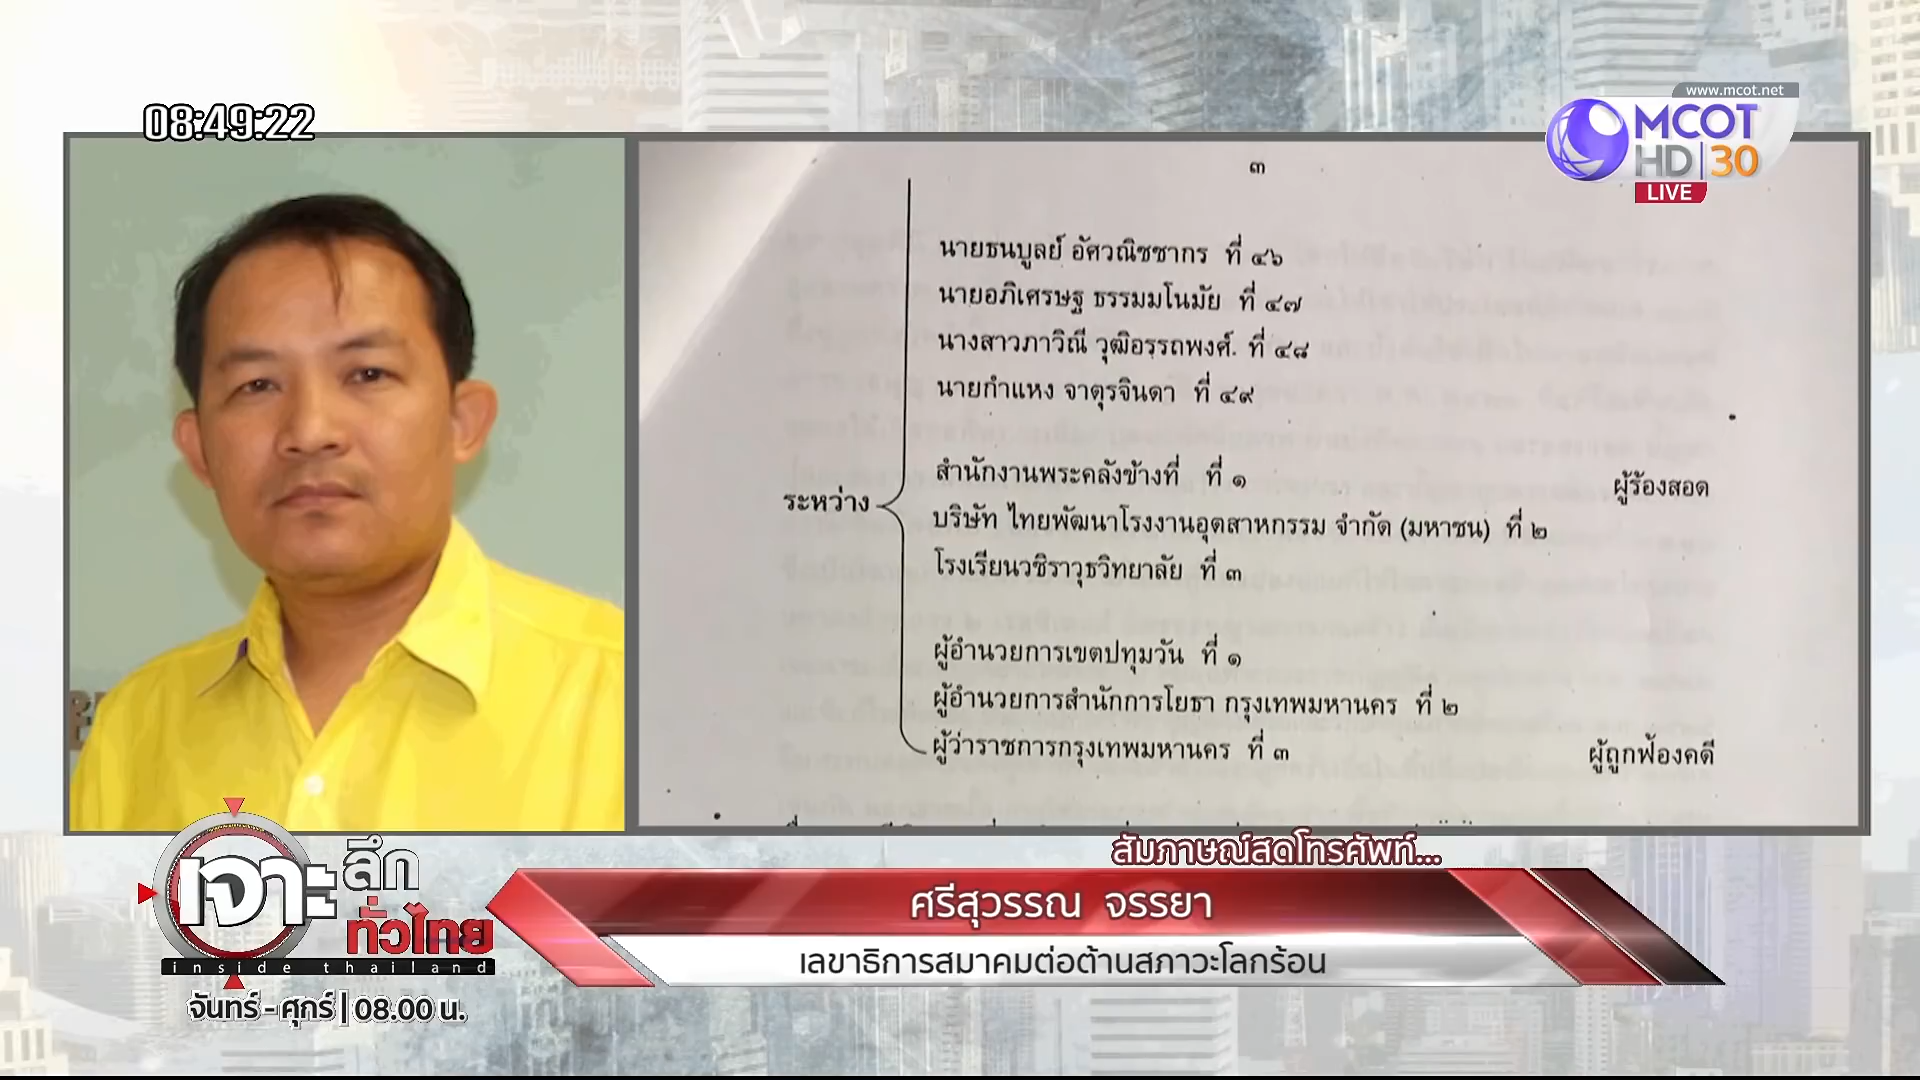 08:49:22
www.mcot.net
MCOT
HD 30
LIVE
๓
นายธนบูลย์ อัศวณิชชากร ที่ ๔๖
นายอภิเศรษฐ ธรรมมโนมัย ที่ ๔๗
นางสาวภาวิณี วุฒิอรรถพงศ์. ที่ ๔๘
นายกำแหง จาตุรจินดา ที่ ๔๙
สำนักงานพระคลังข้างที่ ที่ ๑ ผู้ร้องสอด
ระหว่าง
บริษัท ไทยพัฒนาโรงงานอุตสาหกรรม จำกัด (มหาชน) ที่ ๒
โรงเรียนวชิราวุธวิทยาลัย ที่ ๓
ผู้อำนวยการเขตปทุมวัน ที่ ๑
ผู้อำนวยการสำนักการโยธา กรุงเทพมหานคร ที่ ๒
ผู้ว่าราชการกรุงเทพมหานคร ที่ ๓ ผู้ถูกฟ้องคดี
สัมภาษณ์สดโทรศัพท์...
ศรีสุวรรณ จรรยา
เลขาธิการสมาคมต่อต้านสภาวะโลกร้อน
เจาะลึก
ทั่วไทย
inside thailand
จันทร์ - ศุกร์ | 08.00 น.